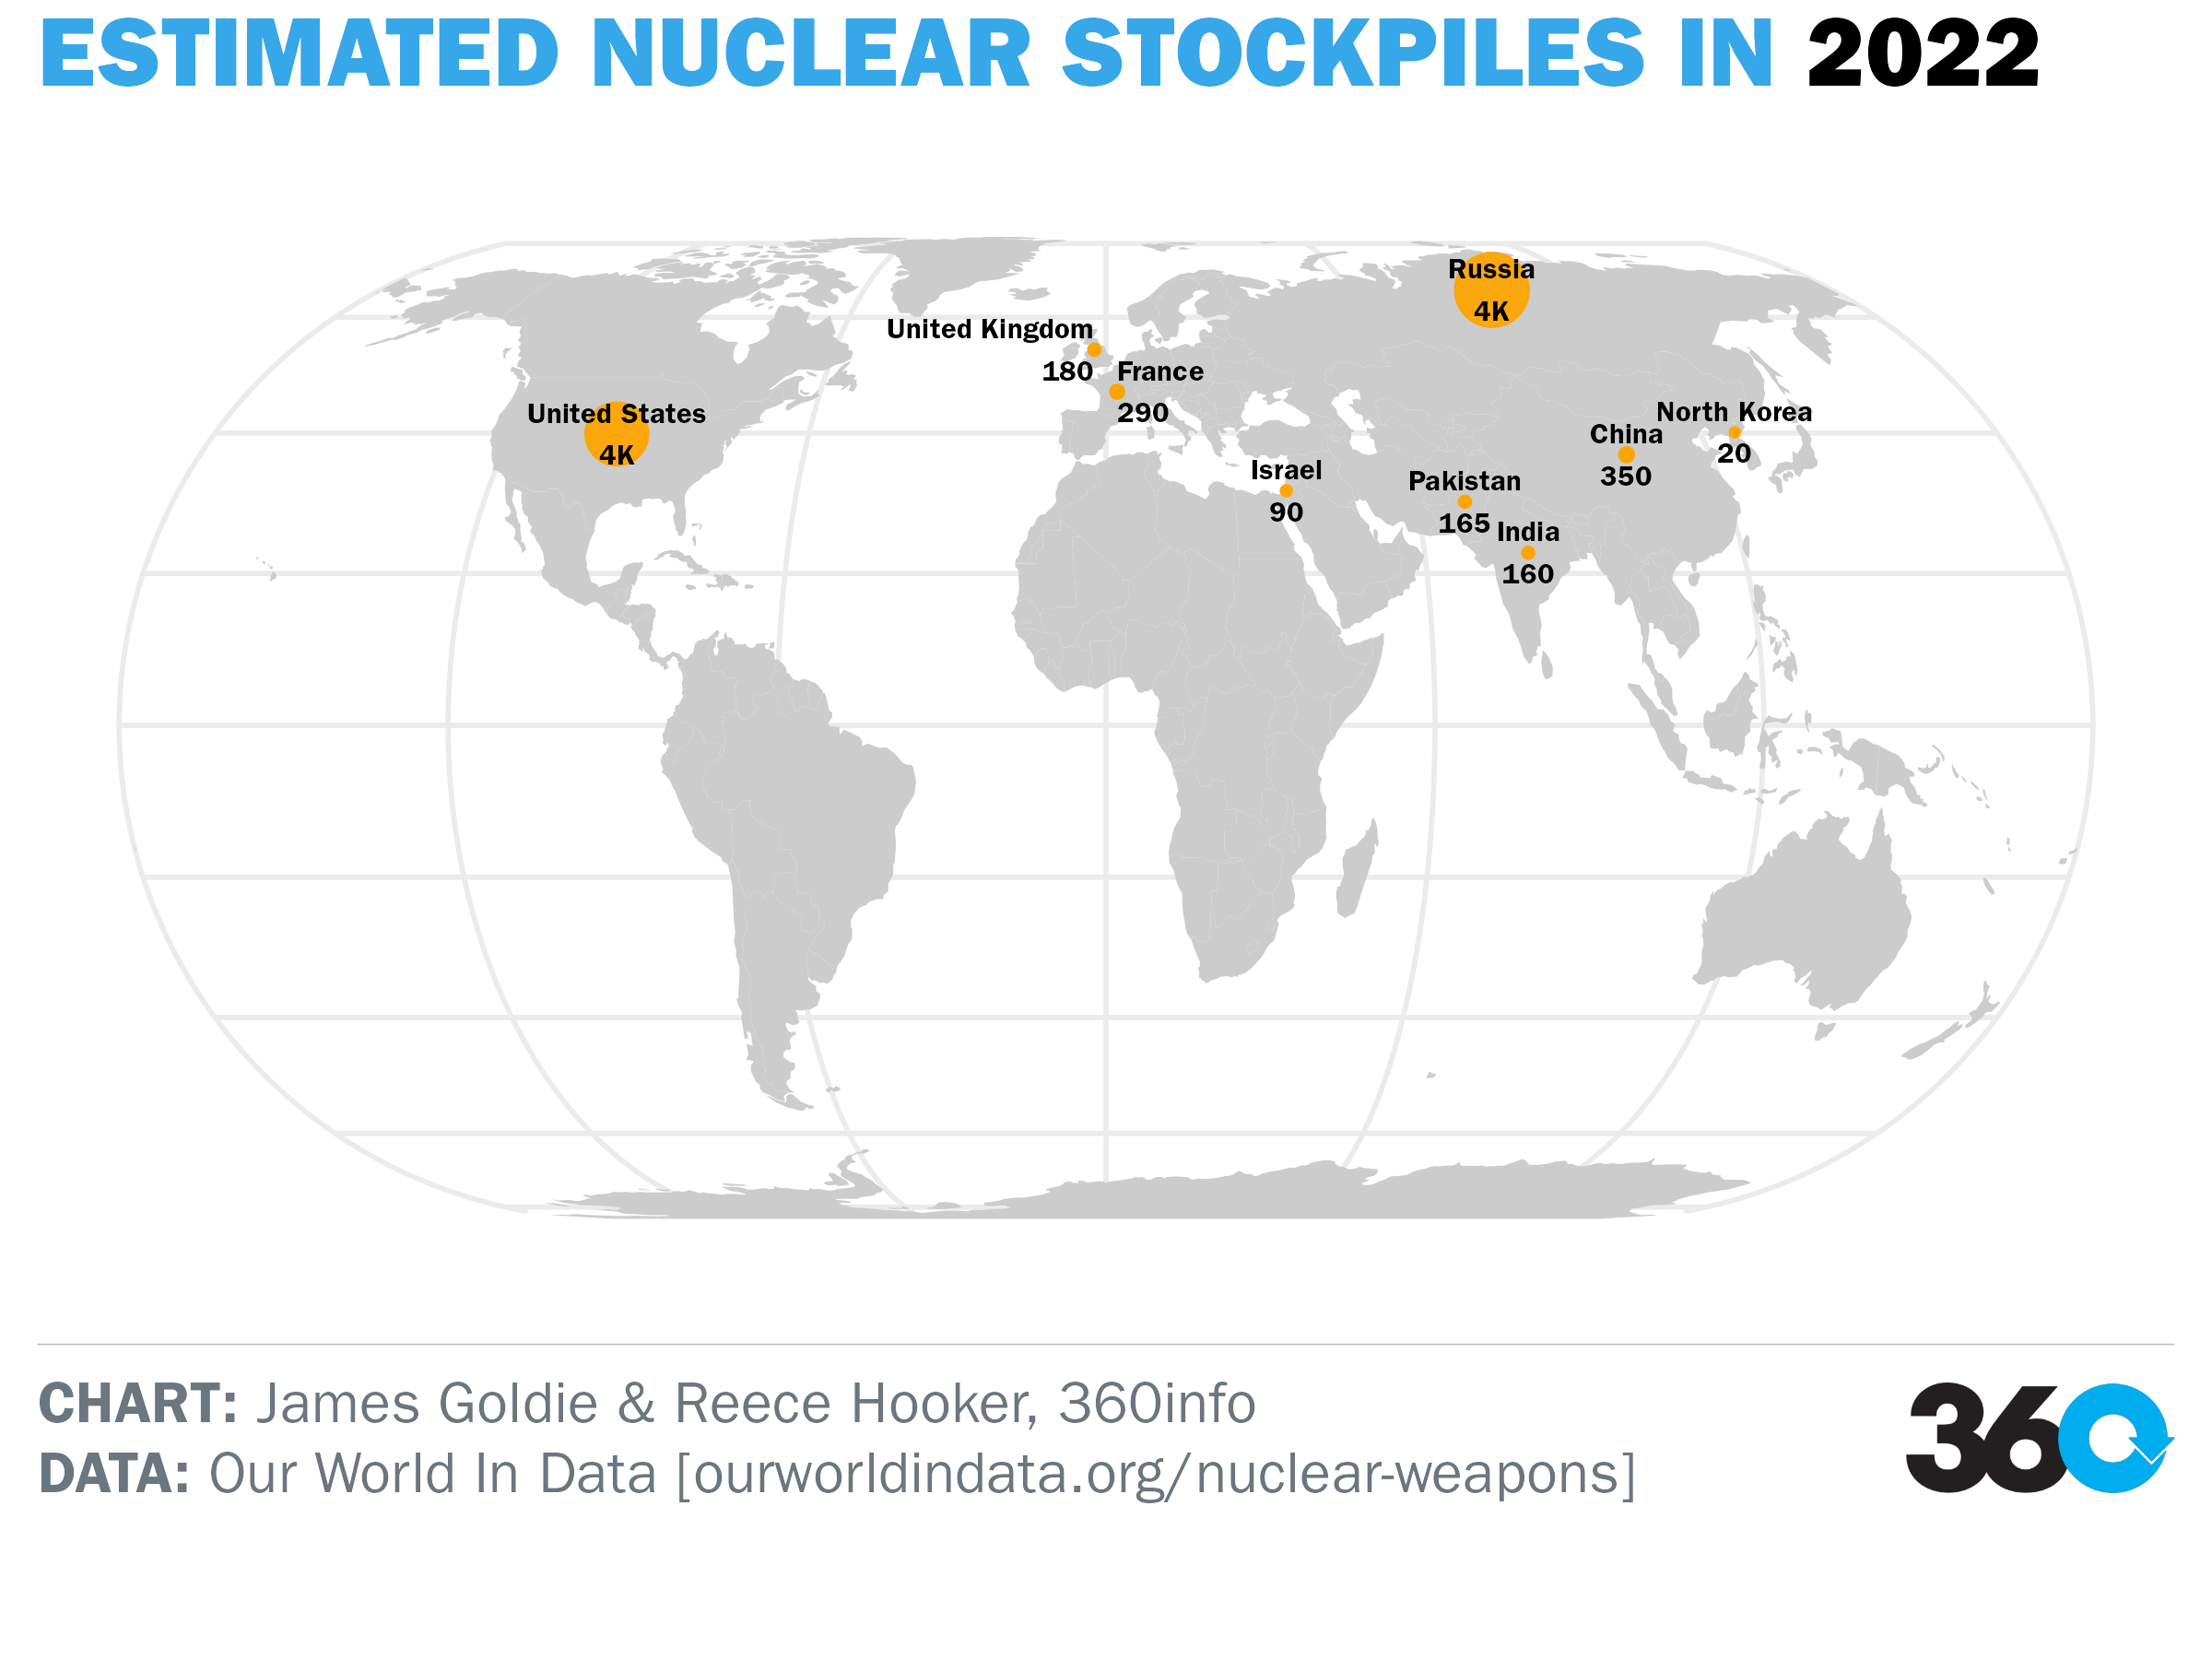 ESTIMATED NUCLEAR STOCKPILES IN 2022
Russia
4K
United Kingdom
180
France
290
United States
4K
North Korea
20
China
350
Israel
90
Pakistan
165
India
160
CHART: James Goldie & Reece Hooker, 360info
DATA: Our World In Data [ourworldindata.org/nuclear-weapons]
360